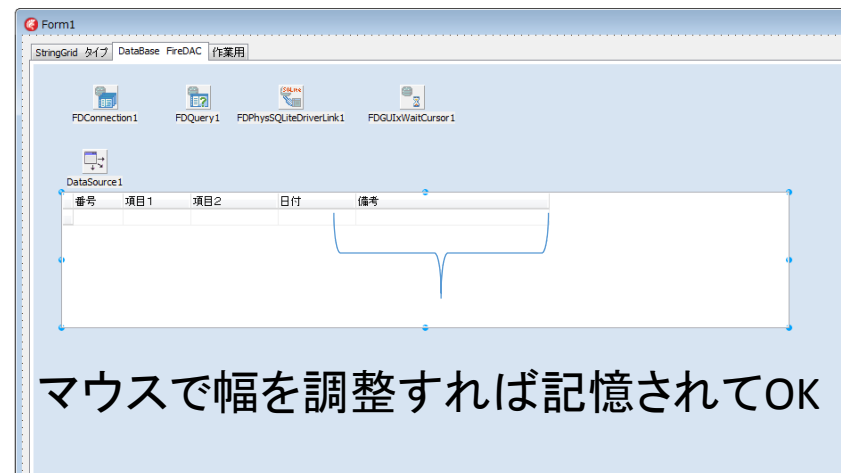 Form1
StringGrid タイプ DataBase FireDAC 作業用
FDConnection1 FDQuery1 FDPhysSQLiteDriverLink1 FDGUIxWaitCursor1
DataSource1
番号 項目1 項目2 日付 備考
マウスで幅を調整すれば記憶されてOK